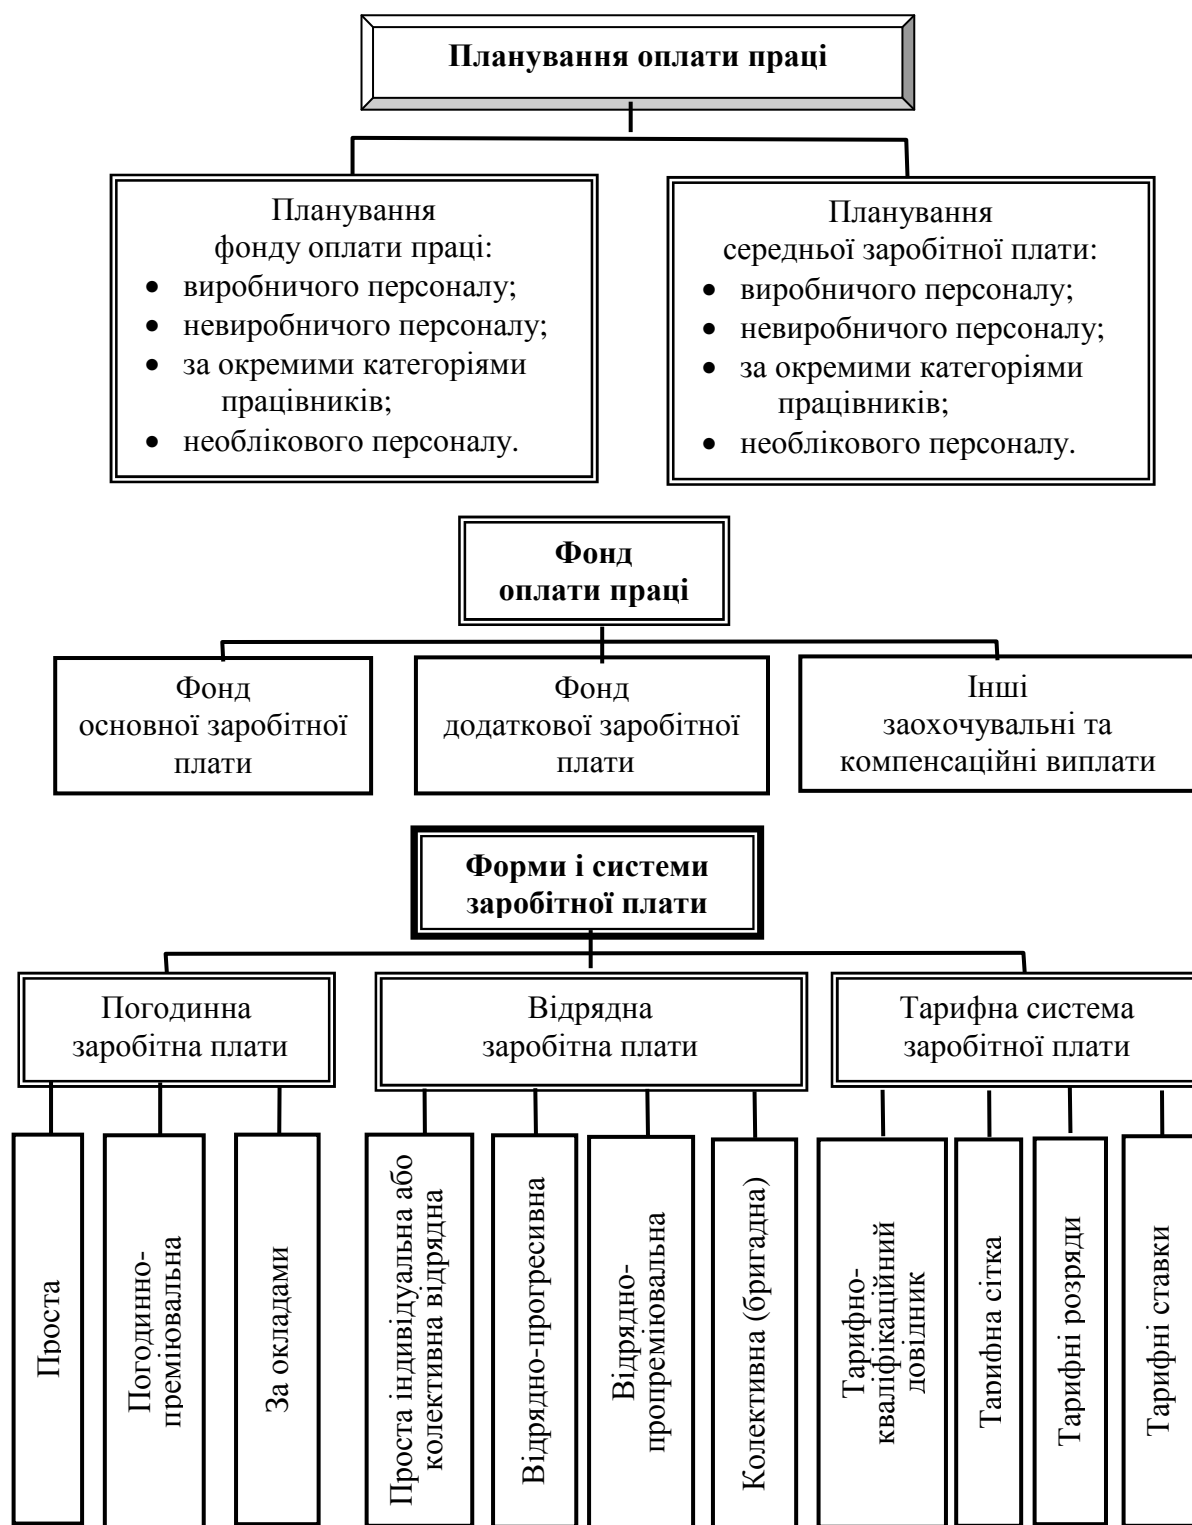 Планування оплати праці
Планування
фонду оплати праці:
• виробничого персоналу;
• невиробничого персоналу;
• за окремими категоріями
працівників;
• необлікового персоналу.
Планування
середньої заробітної плати:
• виробничого персоналу;
• невиробничого персоналу;
• за окремими категоріями
працівників;
• необлікового персоналу.
Фонд
оплати праці
Фонд
основної заробітної
плати
Фонд
додаткової заробітної
плати
Інші
заохочувальні та
компенсаційні виплати
Форми і системи
заробітної плати
Погодинна
заробітна плати
Відрядна
заробітна плати
Тарифна система
заробітної плати
Проста
Погодинно-
преміювальна
За окладами
Проста індивідуальна або
колективна відрядна
Відрядно-прогресивна
Відрядно-
пропреміювальна
Колективна (бригадна)
Тарифно-
кваліфікаційний
довідник
Тарифна сітка
Тарифні розряди
Тарифні ставки